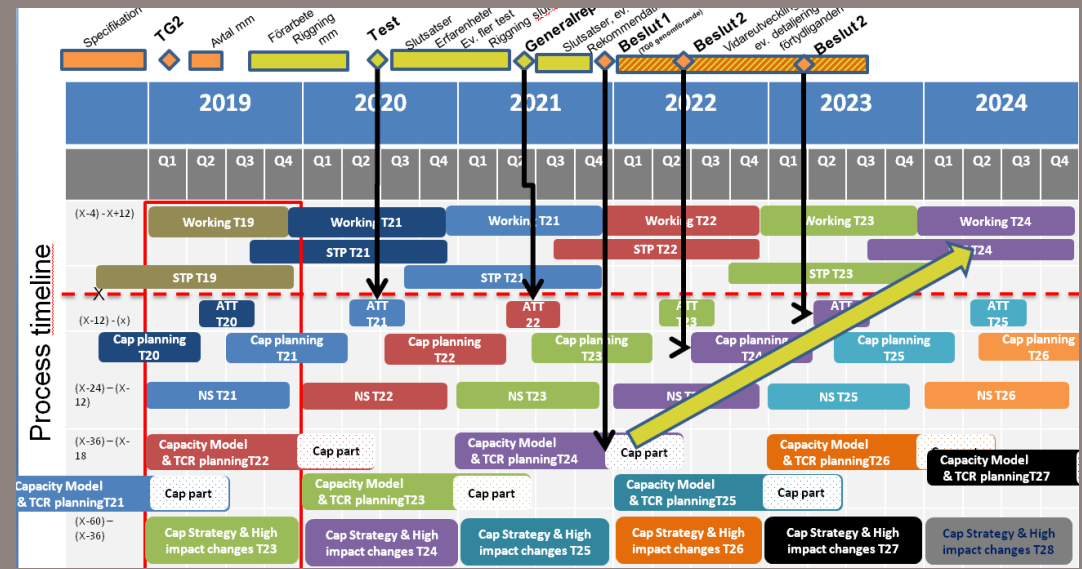 Specifikation
TG2
Avtal mm
Förarbete
Riggning
mm
Test
Slutsatser
Erfarenheter
Ev. fler test
Riggning
Generalrep
Slutsatser, ev.
Beslut1
(TG6 genomförande)
Beslut2
Vidareutveckling
ev. detaljering
förtydliganden
Beslut2
2019 2020 2021 2022 2023 2024
Q1 Q2 Q3 Q4 Q1 Q2 Q3 Q4 Q1 Q2 Q3 Q4 Q1 Q2 Q3 Q4 Q1 Q2 Q3 Q4 Q1 Q2 Q3 Q4
Process timeline
(X-4) - X+12)
Working T19 Working T21 Working T21 Working T22 Working T23 Working T24
STP T21 STP T22 T24
STP T19 STP T21 STP T23
X
(X-12) - (x)
ATT
T20
ATT
T21
ATT
22
ATT
T23
ATT
ATT
T25
Cap planning
T20
Cap planning
T21
Cap planning
T22
Cap planning
T23
Cap planning
T24
Cap planning
T25
Cap planning
T26
(X-24) – (X-
12)
NS T21 NS T22 NS T23 NS NS T25 NS T26
(X-36) – (X-
18
Capacity Model
& TCR planningT22
Cap part
Capacity Model
& TCR planningT24
Cap part
Capacity Model
& TCR planningT26
Capacity Model
& TCR planningT27
Capacity Model
& TCR planningT21
Cap part
Capacity Model
& TCR planningT23
Cap part
Capacity Model
& TCR planningT25
Cap part
(X-60) –
(X-36)
Cap Strategy & High
impact changes T23
Cap Strategy & High
impact changes T24
Cap Strategy & High
impact changes T25
Cap Strategy & High
impact changes T26
Cap Strategy & High
impact changes T27
Cap Strategy & High
impact changes T28